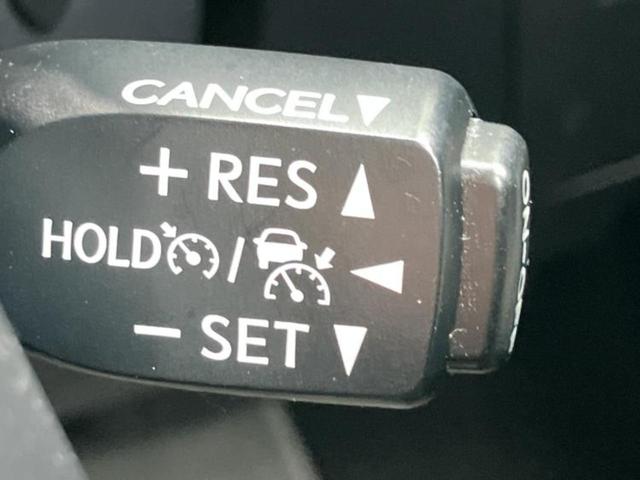 CANCEL▼
+ RES ▲
HOLD / ◀
− SET ▼